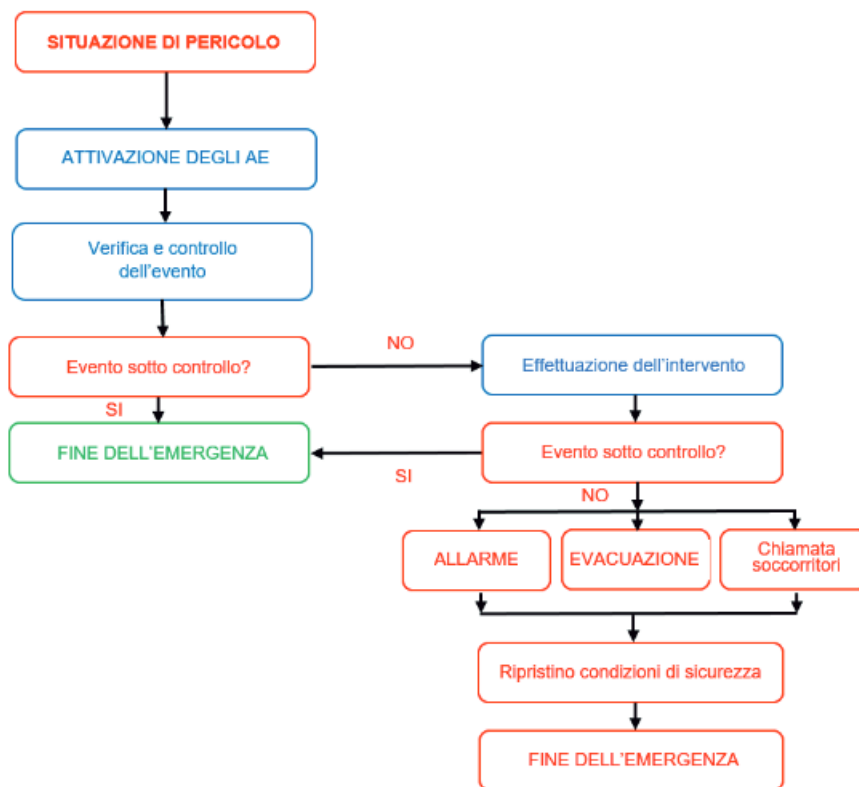 SITUAZIONE DI PERICOLO
ATTIVAZIONE DEGLI AE
Verifica e controllo
dell'evento
Evento sotto controllo?
NO
Effettuazione dell'intervento
SI
FINE DELL'EMERGENZA
SI
Evento sotto controllo?
NO
ALLARME
EVACUAZIONE
Chiamata
soccorritori
Ripristino condizioni di sicurezza
FINE DELL'EMERGENZA